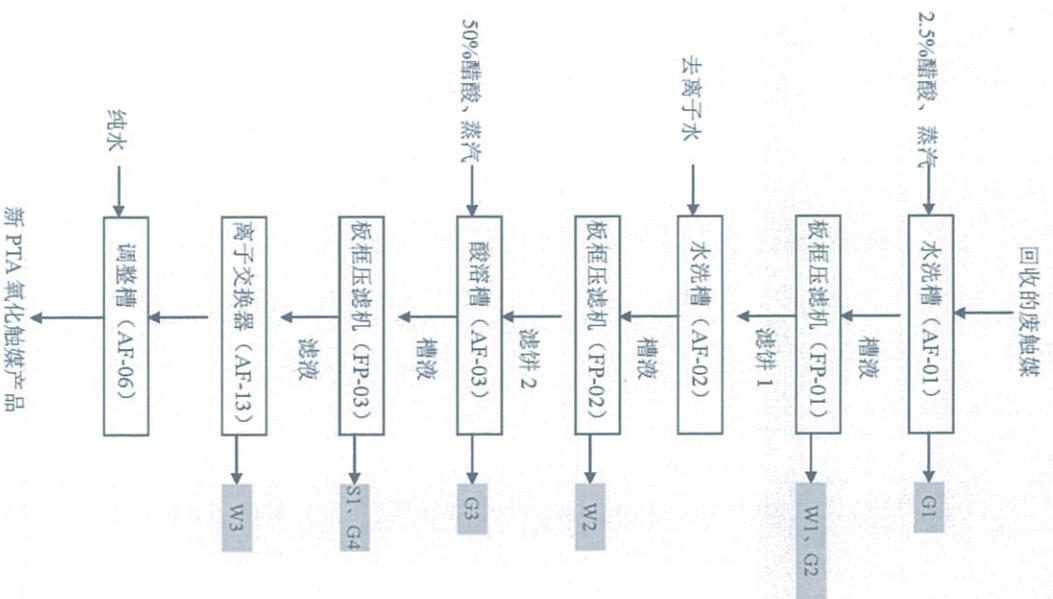 回收的废触媒
2.5%醋酸、蒸汽
水洗槽（AF-01）
G1
槽液
板框压滤机（FP-01）
W1、G2
滤饼 1
去离子水
水洗槽（AF-02）
槽液
板框压滤机（FP-02）
W2
滤饼 2
50%醋酸、蒸汽
酸溶槽（AF-03）
G3
槽液
板框压滤机（FP-03）
S1、G4
滤液
离子交换器（AF-13）
W3
纯水
调整槽（AF-06）
新 PTA 氧化触媒产品